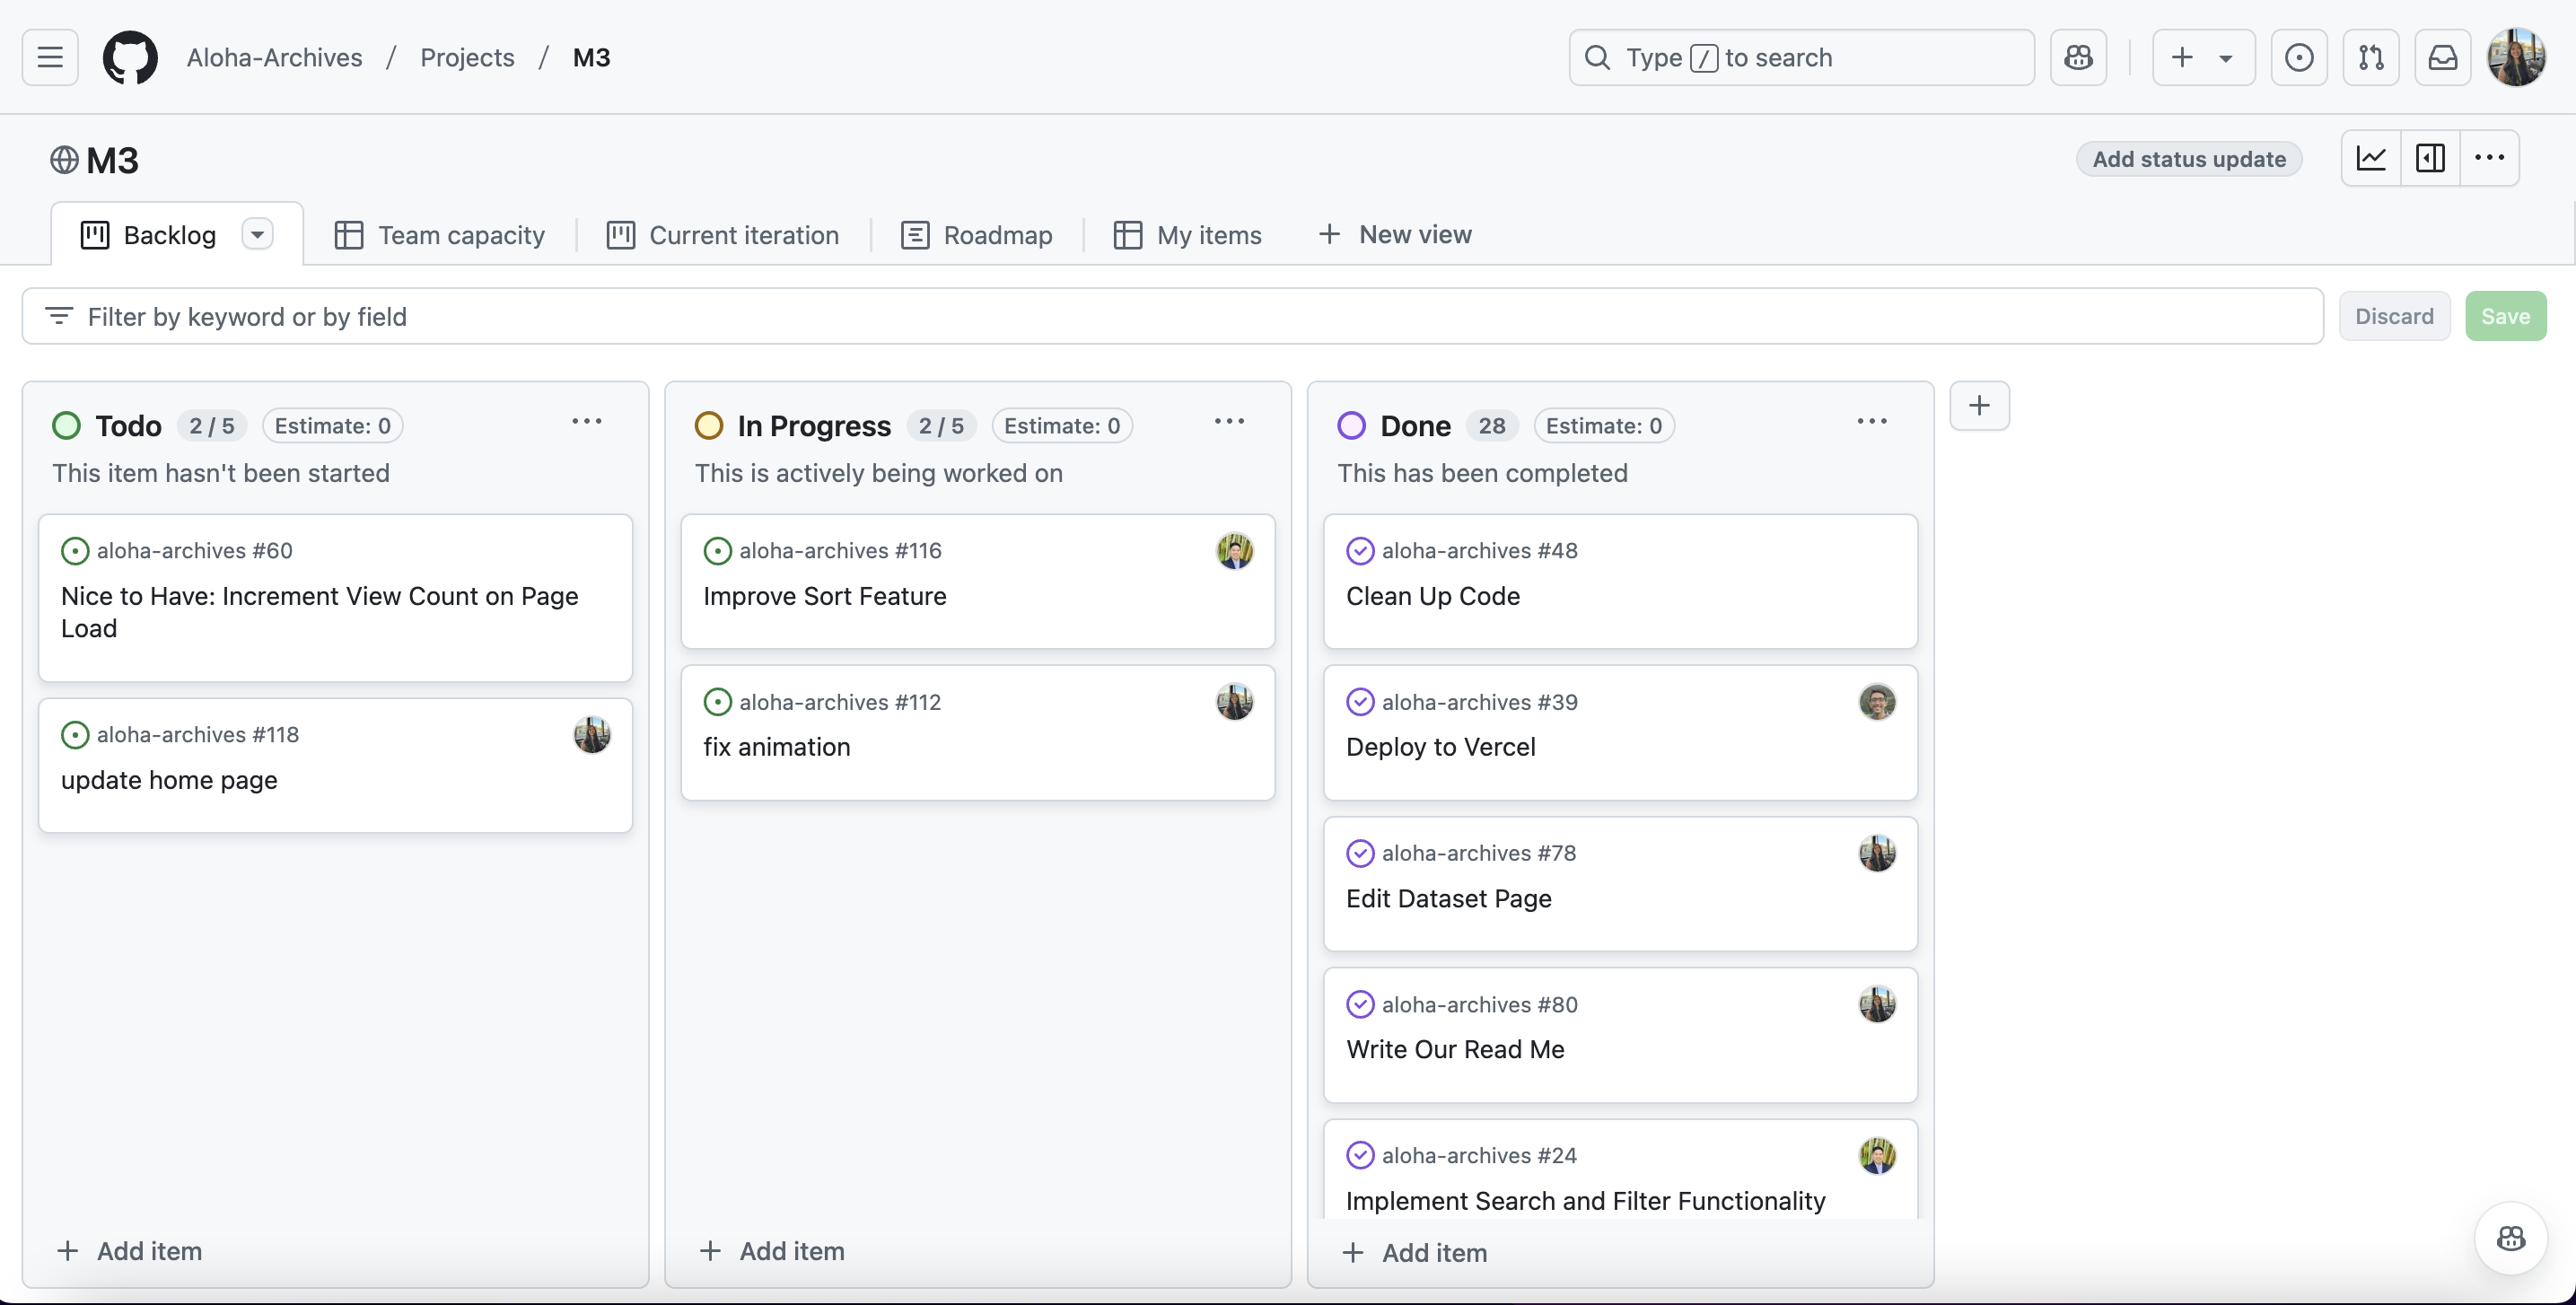 Aloha-Archives / Projects / M3
Type / to search
M3
Add status update
Backlog
Team capacity
Current iteration
Roadmap
My items
New view
Filter by keyword or by field
Discard
Save
Todo 2 / 5 Estimate: 0
This item hasn't been started
aloha-archives #60
Nice to Have: Increment View Count on Page
Load
aloha-archives #118
update home page
Add item
In Progress 2 / 5 Estimate: 0
This is actively being worked on
aloha-archives #116
Improve Sort Feature
aloha-archives #112
fix animation
Add item
Done 28 Estimate: 0
This has been completed
aloha-archives #48
Clean Up Code
aloha-archives #39
Deploy to Vercel
aloha-archives #78
Edit Dataset Page
aloha-archives #80
Write Our Read Me
aloha-archives #24
Implement Search and Filter Functionality
Add item